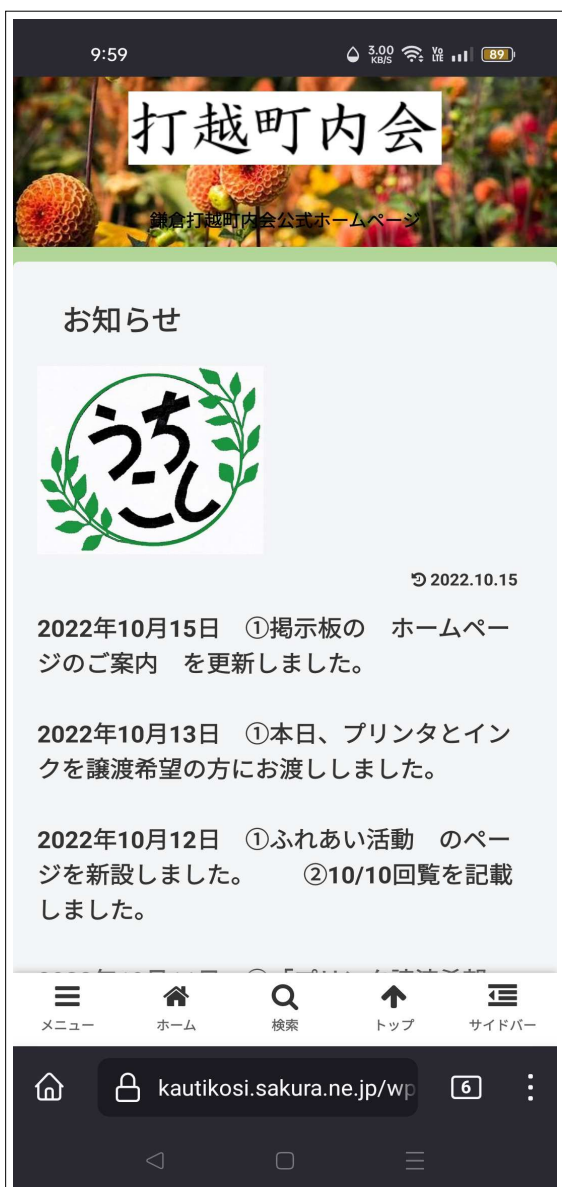 9:59
3.00
KB/S
Vo
LTE
89
打越町内会
鎌倉打越町内会公式ホームページ
お知らせ
うち
こし
2022.10.15
2022年10月15日　①掲示板の　ホームペー
ジのご案内　を更新しました。
2022年10月13日　①本日、プリンタとイン
クを譲渡希望の方にお渡ししました。
2022年10月12日　①ふれあい活動　のペー
ジを新設しました。　　②10/10回覧を記載
しました。
メニュー
ホーム
検索
トップ
サイドバー
kautikosi.sakura.ne.jp/wp
6